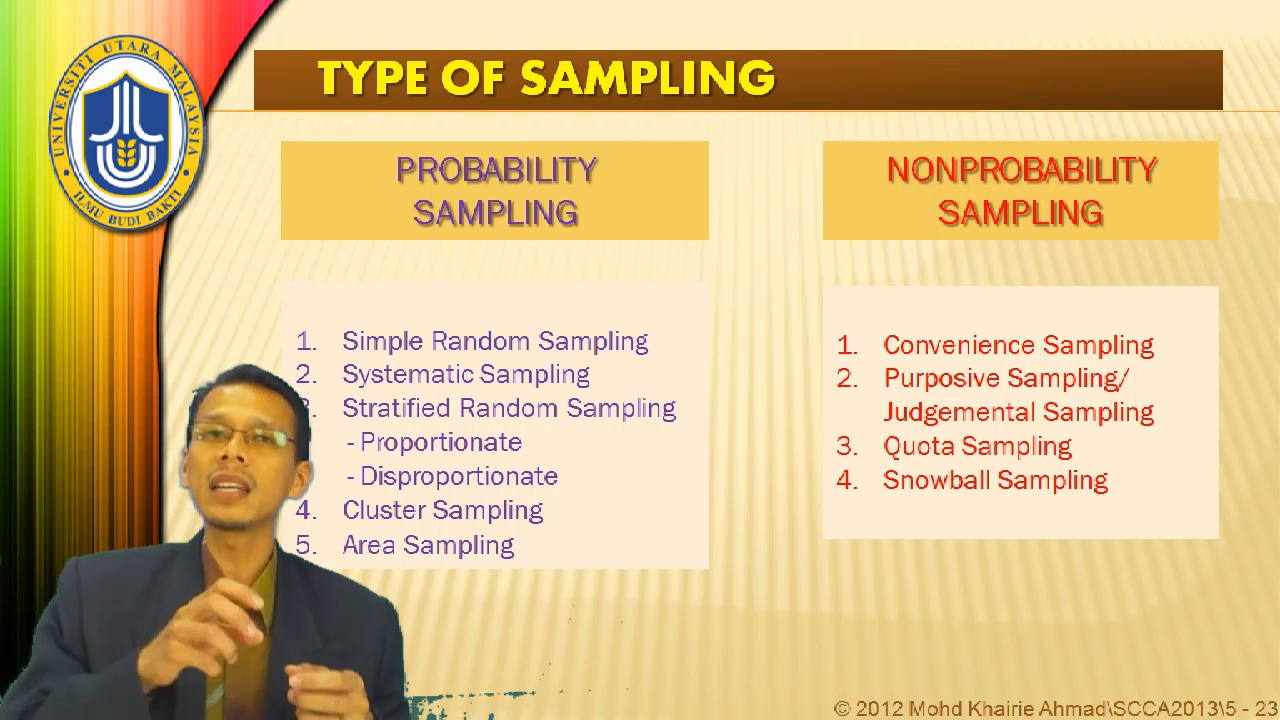 UNIVERSITI UTARA MALAYSIA
ILMU BUDI BAKTI
TYPE OF SAMPLING
PROBABILITY
SAMPLING
1. Simple Random Sampling
2. Systematic Sampling
3. Stratified Random Sampling
- Proportionate
- Disproportionate
4. Cluster Sampling
5. Area Sampling
NONPROBABILITY
SAMPLING
1. Convenience Sampling
2. Purposive Sampling/
Judgemental Sampling
3. Quota Sampling
4. Snowball Sampling
© 2012 Mohd Khairie Ahmad\SCCA2013\5 - 23